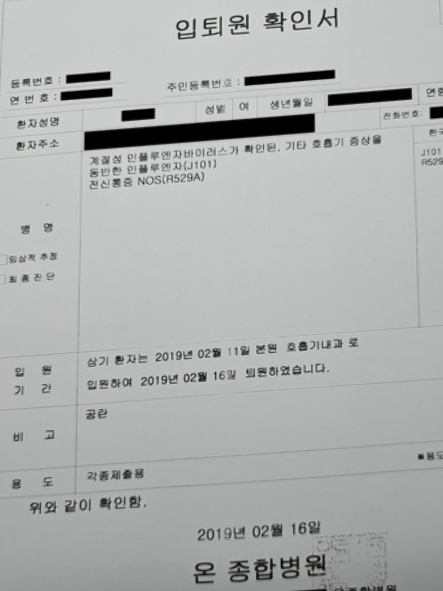 입퇴원 확인서
등록번호 :
연 번 호 :
주민등록번호 :
환자성명
성별 여 생년월일
연
환자주소
전화번호:
병 명
계절성 인플루엔자바이러스가 확인된, 기타 호흡기 증상을
동반한 인플루엔자(J101)
전신통증 NOS(R529A)
한국
J101
R529
임상적 추정
최종진단
입 원
기 간
상기 환자는 2019년 02월 11일 본원 호흡기내과 로
입원하여 2019년 02월 16일 퇴원하였습니다.
비 고
공란
용 도
각종제출용
※용도
위와 같이 확인함.
2019년 02월 16일
온 종합병원